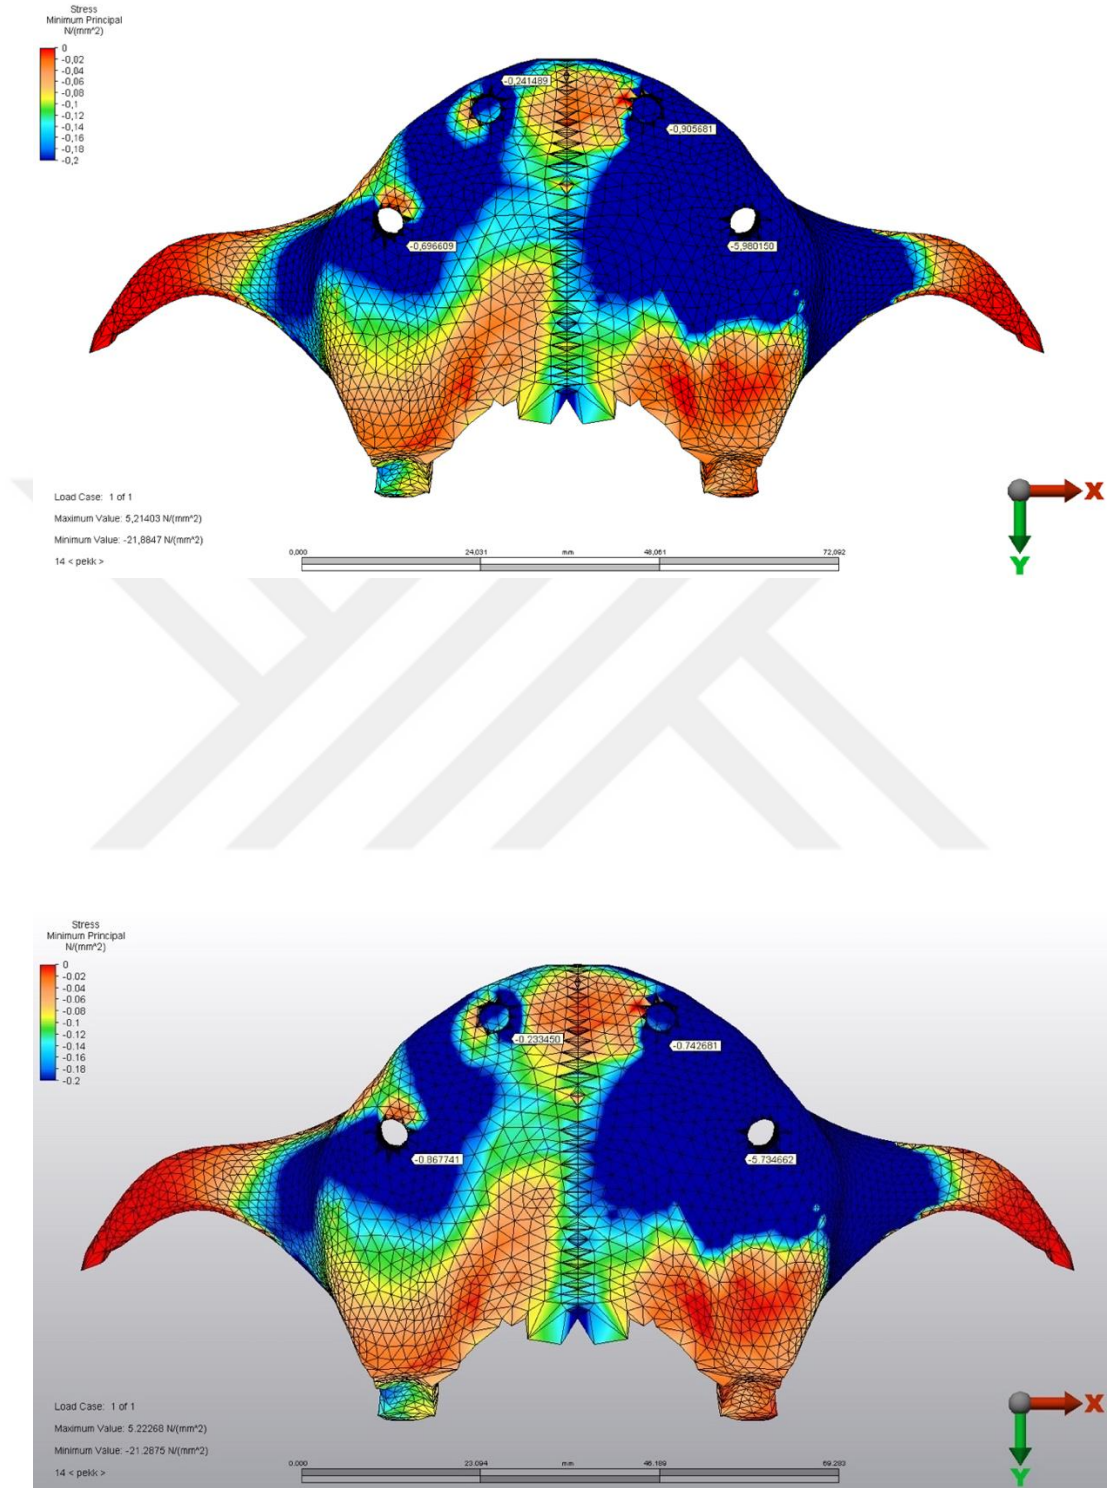 Stress
Minimum Principal
N/(mm^2)
0
-0,02
-0,04
-0,06
-0,08
-0,1
-0,12
-0,14
-0,16
-0,18
-0,2
-0,241489
-0,905681
-0,696609
-5,980150
Load Case: 1 of 1
Maximum Value: 5,21403 N/(mm^2)
Minimum Value: -21,8847 N/(mm^2)
14 < pekk >
0,000 24,031 mm 48,061 72,092
X
Y
Stress
Minimum Principal
N/(mm^2)
0
-0.02
-0.04
-0.06
-0.08
-0.1
-0.12
-0.14
-0.16
-0.18
-0.2
-0.233450
-0.742681
-0.867741
-5.734662
Load Case: 1 of 1
Maximum Value: 5.22268 N/(mm^2)
Minimum Value: -21.2875 N/(mm^2)
14 < pekk >
0.000 23.094 mm 46.189 69.283
X
Y